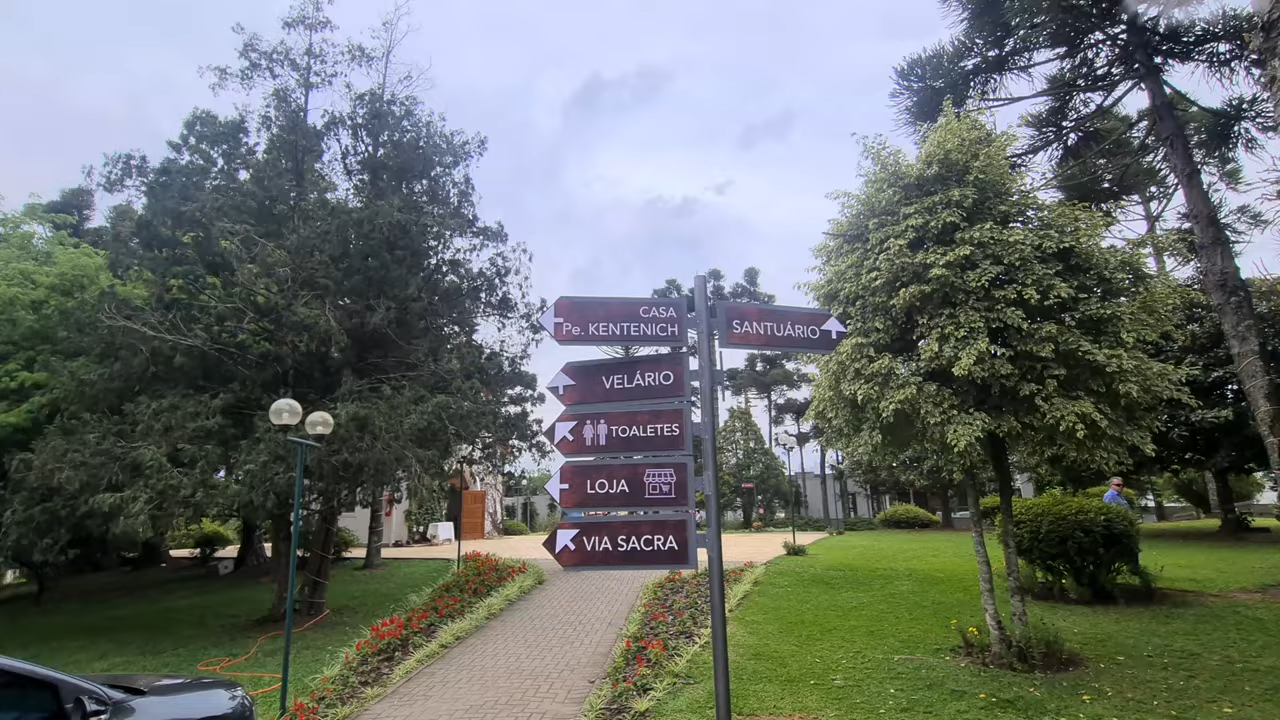 CASA
Pe. KENTENICH
SANTUÁRIO
VELÁRIO
TOALETES
LOJA
VIA SACRA